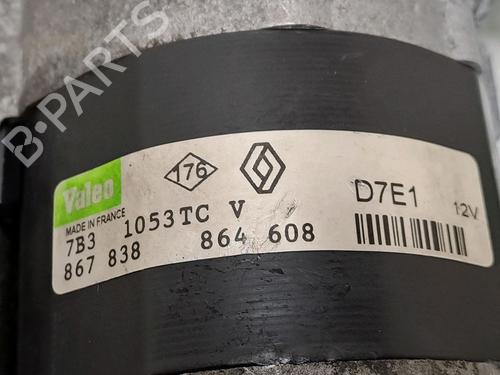 B-PARTS
Valeo
MADE IN FRANCE
176
D7E1
12V
7B3 1053TC V
867 838 864 608